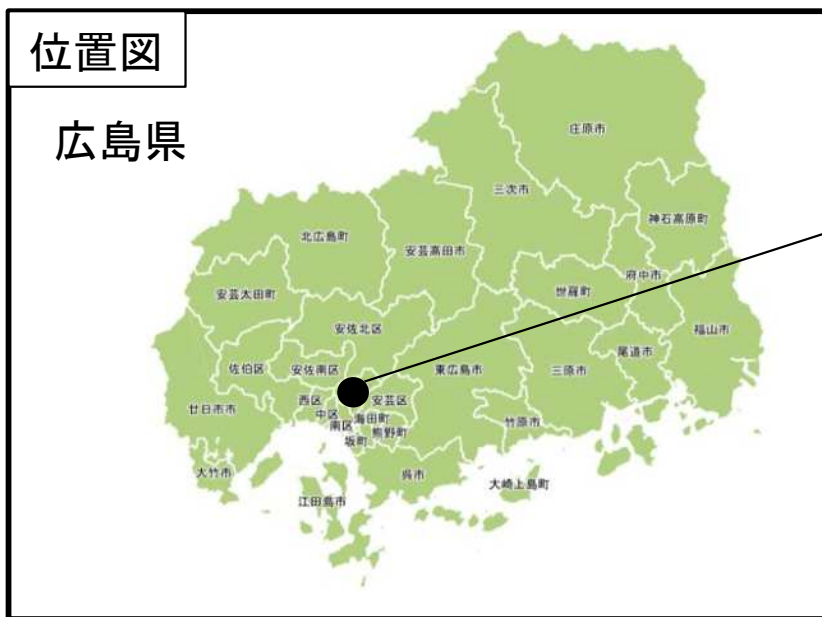 位置図
広島県
庄原市
三次市
神石高原町
北広島町
安芸高田市
府中市
安芸太田町
世羅町
安佐北区
福山市
尾道市
佐伯区
安佐南区
東広島市
三原市
西区
安芸区
廿日市市
中区
海田町
竹原市
南区
熊野町
坂町
大竹市
呉市
大崎上島町
江田島市